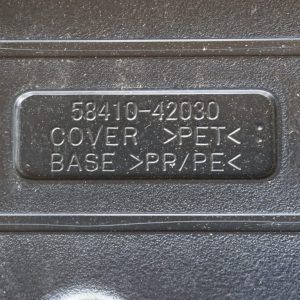 58410-42030
COVER >PET<
BASE >PR/PE<